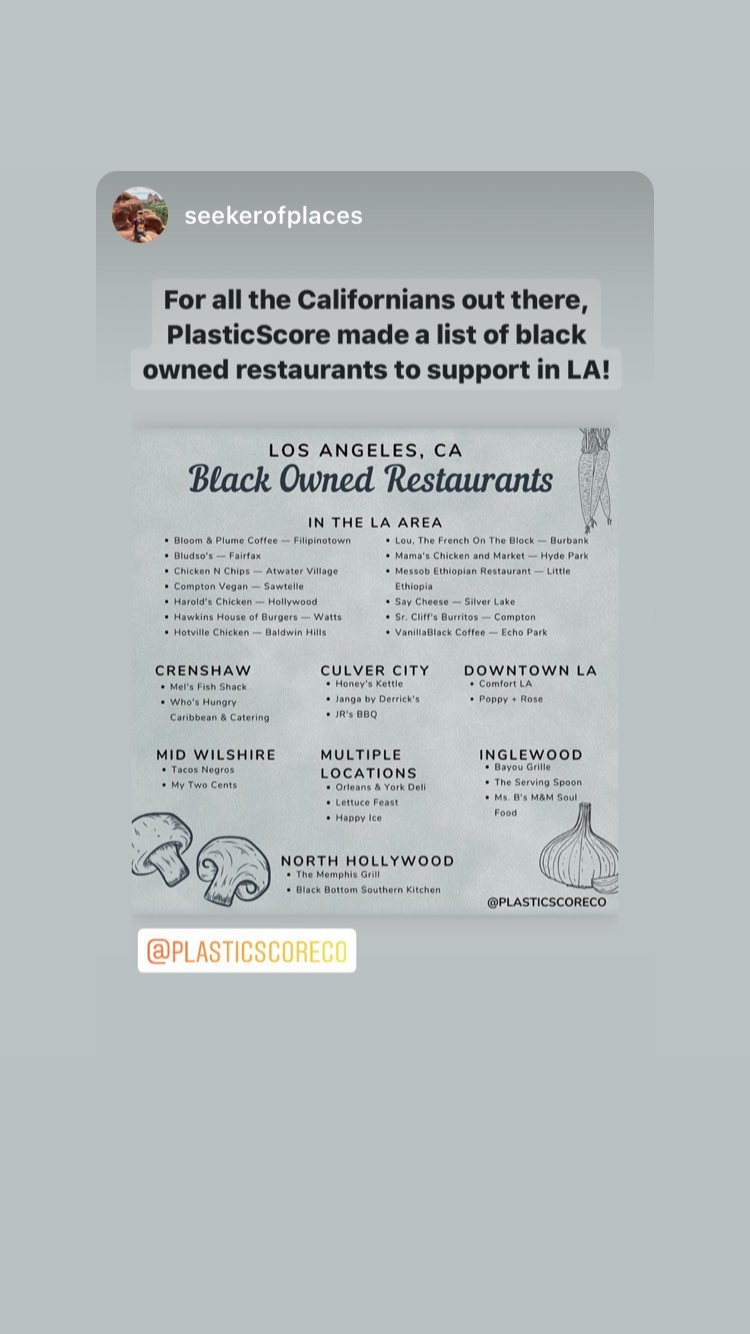 seekerofplaces
For all the Californians out there,
PlasticScore made a list of black
owned restaurants to support in LA!
LOS ANGELES, CA
Black Owned Restaurants
IN THE LA AREA
• Bloom & Plume Coffee — Filipinotown
• Bludso's — Fairfax
• Chicken N Chips — Atwater Village
• Compton Vegan — Sawtelle
• Harold's Chicken — Hollywood
• Hawkins House of Burgers — Watts
• Hotville Chicken — Baldwin Hills
• Lou, The French On The Block — Burbank
• Mama's Chicken and Market — Hyde Park
• Messob Ethiopian Restaurant — Little
Ethiopia
• Say Cheese — Silver Lake
• Sr. Cliff's Burritos — Compton
• VanillaBlack Coffee — Echo Park
CRENSHAW
• Mel's Fish Shack
• Who's Hungry
Caribbean & Catering
CULVER CITY
• Honey's Kettle
• Janga by Derrick's
• JR's BBQ
DOWNTOWN LA
• Comfort LA
• Poppy + Rose
MID WILSHIRE
• Tacos Negros
• My Two Cents
MULTIPLE
LOCATIONS
• Orleans & York Deli
• Lettuce Feast
• Happy Ice
INGLEWOOD
• Bayou Grille
• The Serving Spoon
• Ms. B's M&M Soul
Food
NORTH HOLLYWOOD
• The Memphis Grill
• Black Bottom Southern Kitchen
@PLASTICSCORECO
@PLASTICSCORECO